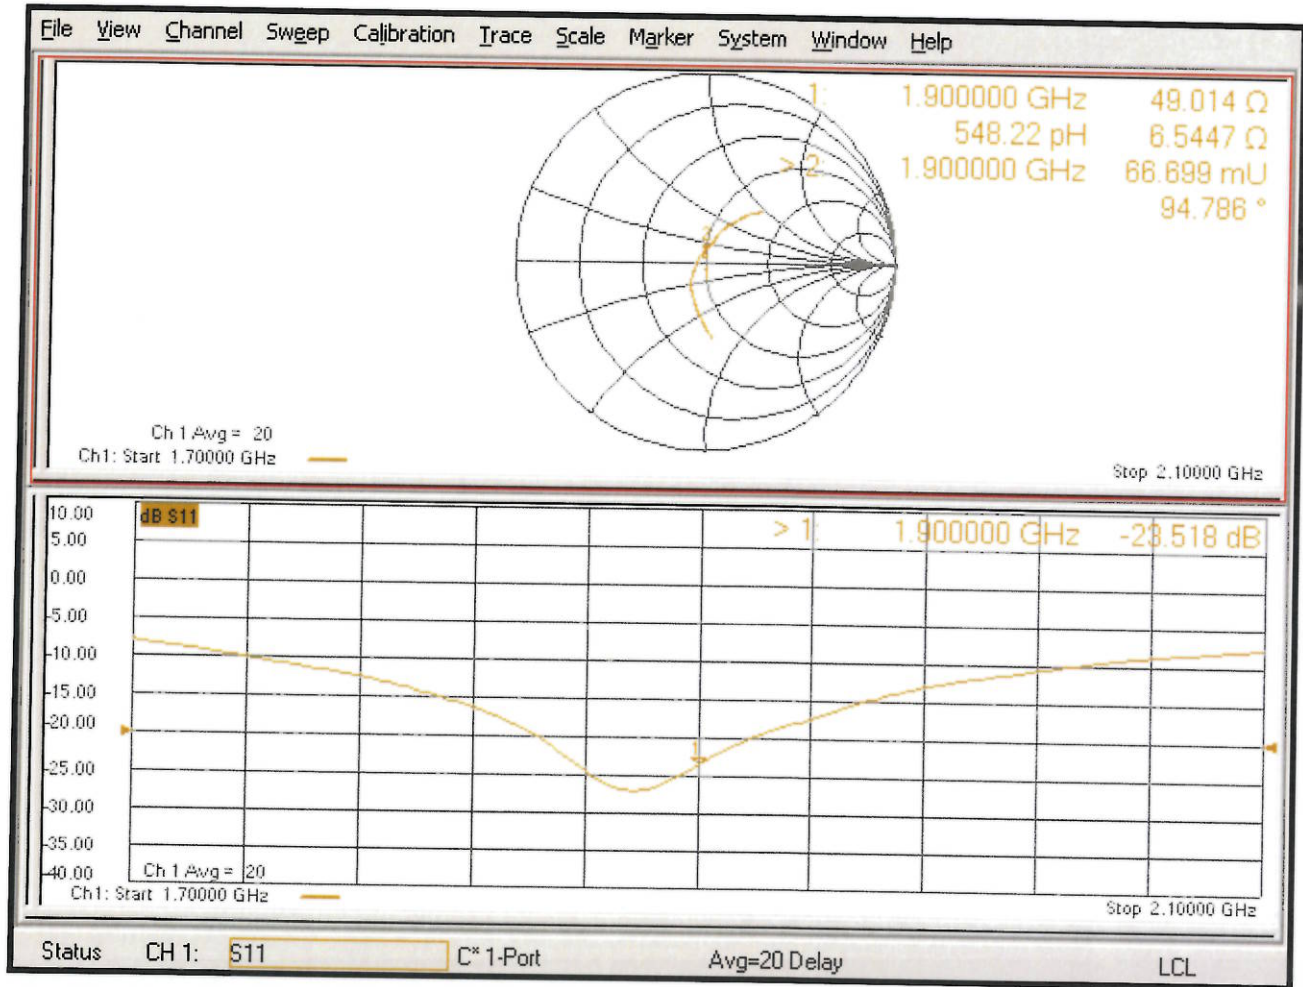 File View Channel Sweep Calibration Trace Scale Marker System Window Help
1: 1.900000 GHz 49.014 Ω
548.22 pH 6.5447 Ω
> 2: 1.900000 GHz 66.699 mU
94.786 °
Ch 1 Avg = 20
Ch1: Start 1.70000 GHz
Stop 2.10000 GHz
10.00
dB S11
> 1: 1.900000 GHz -23.518 dB
5.00
0.00
-5.00
-10.00
-15.00
-20.00
1
-25.00
-30.00
-35.00
-40.00
Ch 1 Avg = 20
Ch1: Start 1.70000 GHz
Stop 2.10000 GHz
Status CH 1: S11 C* 1-Port Avg=20 Delay LCL